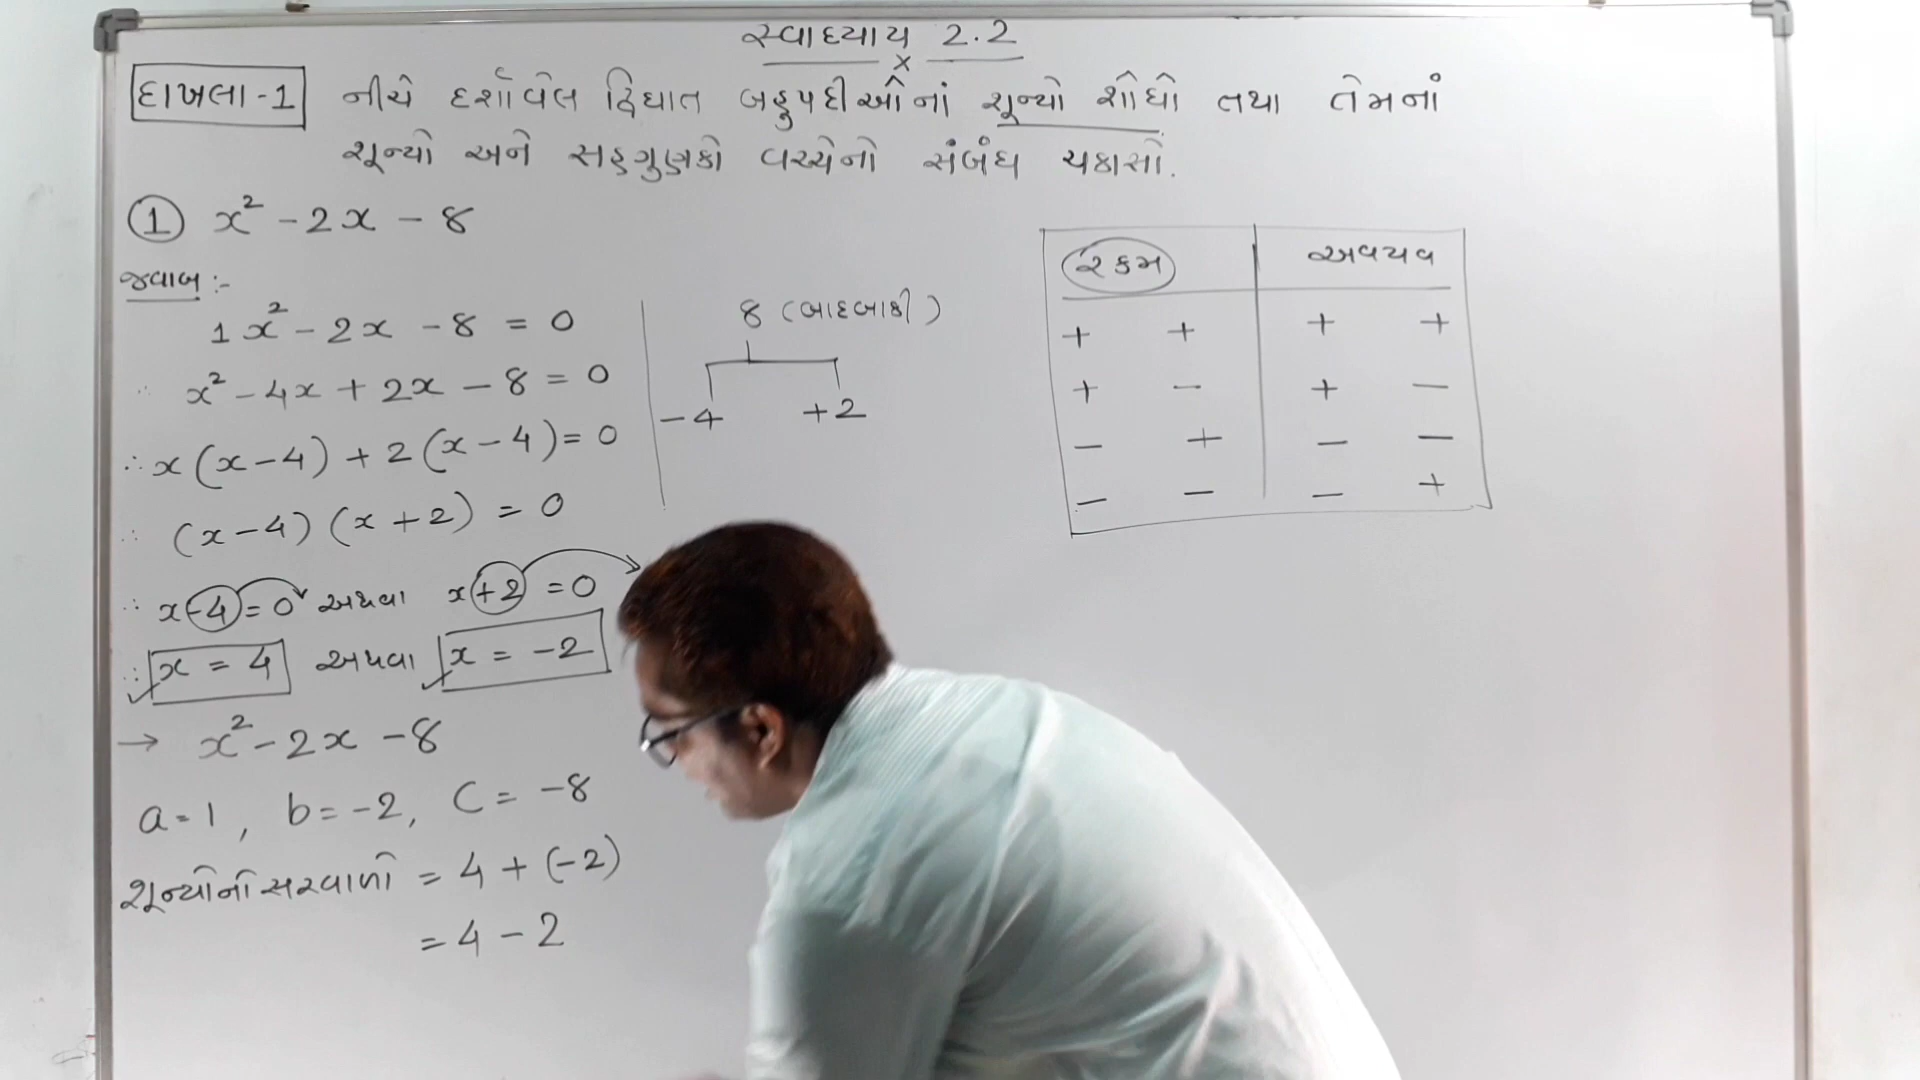 સ્વાધ્યાય 2.2
x
દાખલા-1 નીચે દર્શાવેલ દ્વિઘાત બહુપદીઓનાં શૂન્યો શોધો તથા તેમનાં
શૂન્યો અને સહગુણકો વચ્ચેનો સંબંધ ચકાસો.
1 x² - 2x - 8
જવાબ :-
1x² - 2x - 8 = 0
∴ x² - 4x + 2x - 8 = 0
∴ x(x-4) + 2(x-4) = 0
∴ (x-4) (x+2) = 0
∴ x-4 = 0 અથવા x+2 = 0
∴ x = 4 અથવા x = -2
→ x² - 2x - 8
a = 1, b = -2, c = -8
શૂન્યોનો સરવાળો = 4 + (-2)
= 4 - 2
8 (બાદબાકી)
-4 +2
રકમ અવયવ
+ + + +
+ - + -
- + - -
- - - +